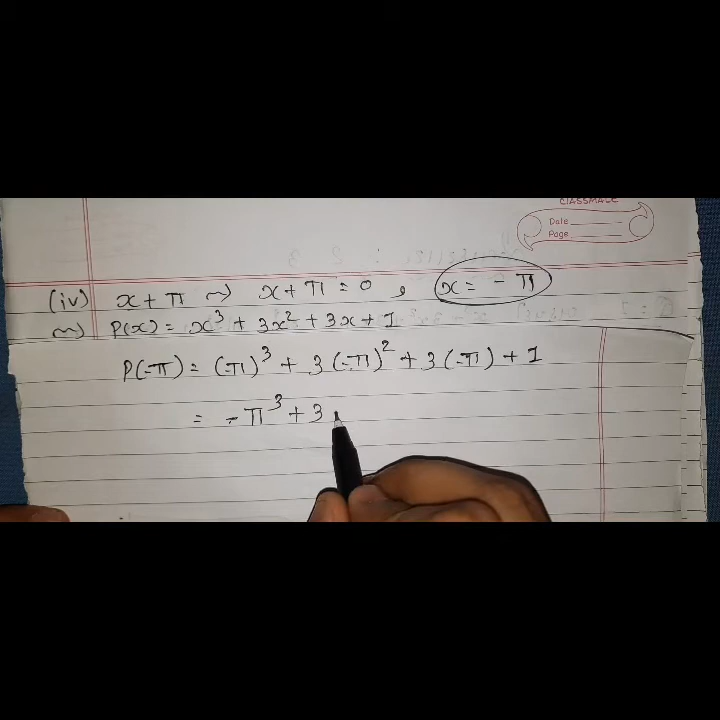 CLASSMATE
Date
Page
(iv) x + π ⇝ x + π = 0 , x = - π
⇝ P(x) = x³ + 3x² + 3x + 1
P(-π) = (-π)³ + 3(-π)² + 3(-π) + 1
= -π³ + 3